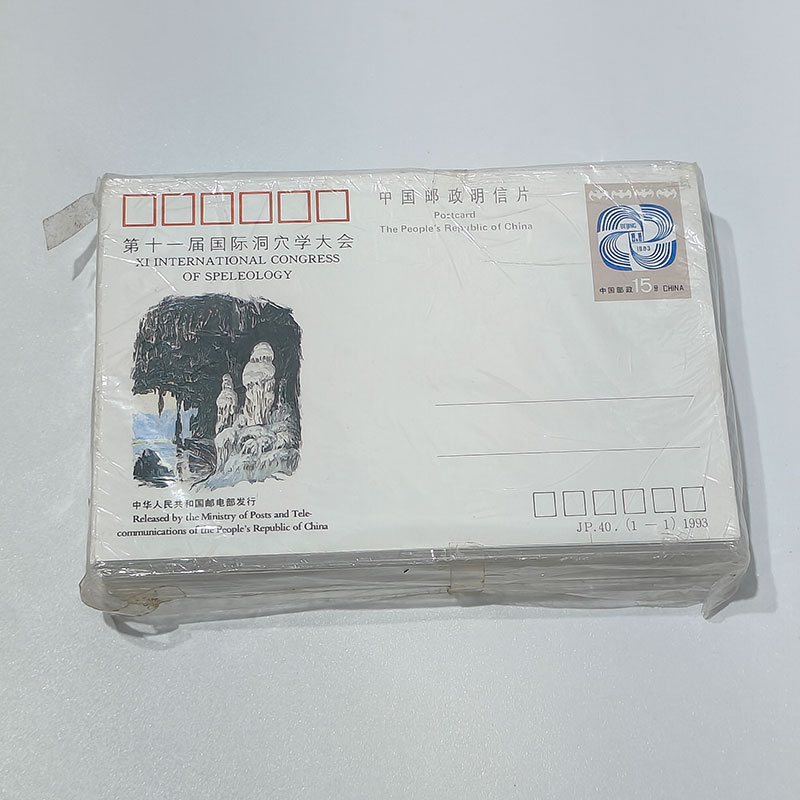 第十一届国际洞穴学大会
XI INTERNATIONAL CONGRESS
OF SPELEOLOGY
中国邮政明信片
Postcard
The People's Republic of China
BEIJING
1993
中国邮政 15分 CHINA
中华人民共和国邮电部发行
Released by the Ministry of Posts and Tele-
communications of the People's Republic of China
JP.40.(1-1) 1993